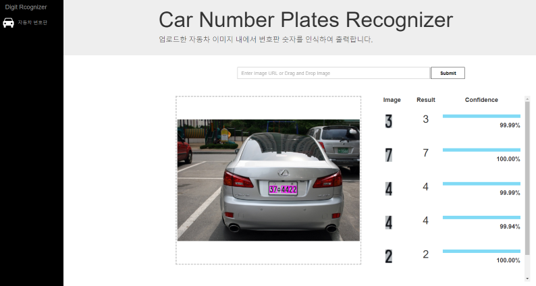 Digit Rcognizer
자동차 번호판
Car Number Plates Recognizer
업로드한 자동차 이미지 내에서 번호판 숫자를 인식하여 출력합니다.
Enter image URL or Drag and Drop image.
Submit
Image Result Confidence
3 3 99.99%
7 7 100.00%
4 4 99.99%
4 4 99.94%
2 2 100.00%